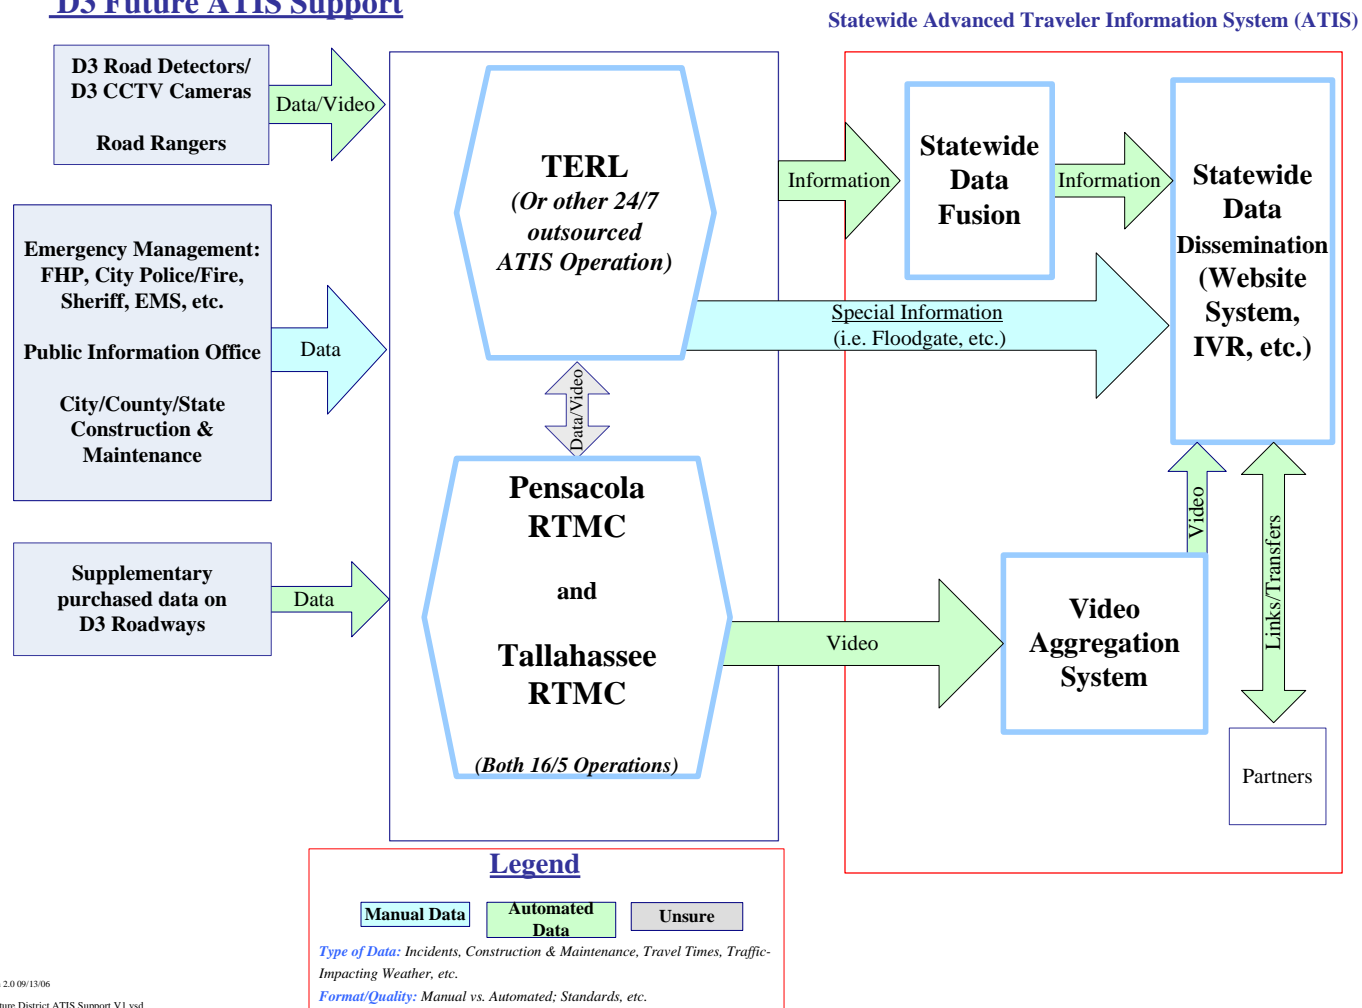 D3 Future ATIS Support
Statewide Advanced Traveler Information System (ATIS)
D3 Road Detectors/
D3 CCTV Cameras
Road Rangers
Data/Video
Emergency Management:
FHP, City Police/Fire,
Sheriff, EMS, etc.
Public Information Office
City/County/State
Construction &
Maintenance
Data
Supplementary
purchased data on
D3 Roadways
Data
TERL
(Or other 24/7
outsourced
ATIS Operation)
Data/Video
Pensacola
RTMC
and
Tallahassee
RTMC
(Both 16/5 Operations)
Information
Statewide
Data
Fusion
Information
Statewide
Data
Dissemination
(Website
System,
IVR, etc.)
Special Information
(i.e. Floodgate, etc.)
Video
Video
Aggregation
System
Video
Links/Transfers
Partners
Legend
Manual Data
Automated
Data
Unsure
Type of Data: Incidents, Construction & Maintenance, Travel Times, Traffic-
Impacting Weather, etc.
Format/Quality: Manual vs. Automated; Standards, etc.
2.0 09/13/06
District ATIS Support V1.vsd